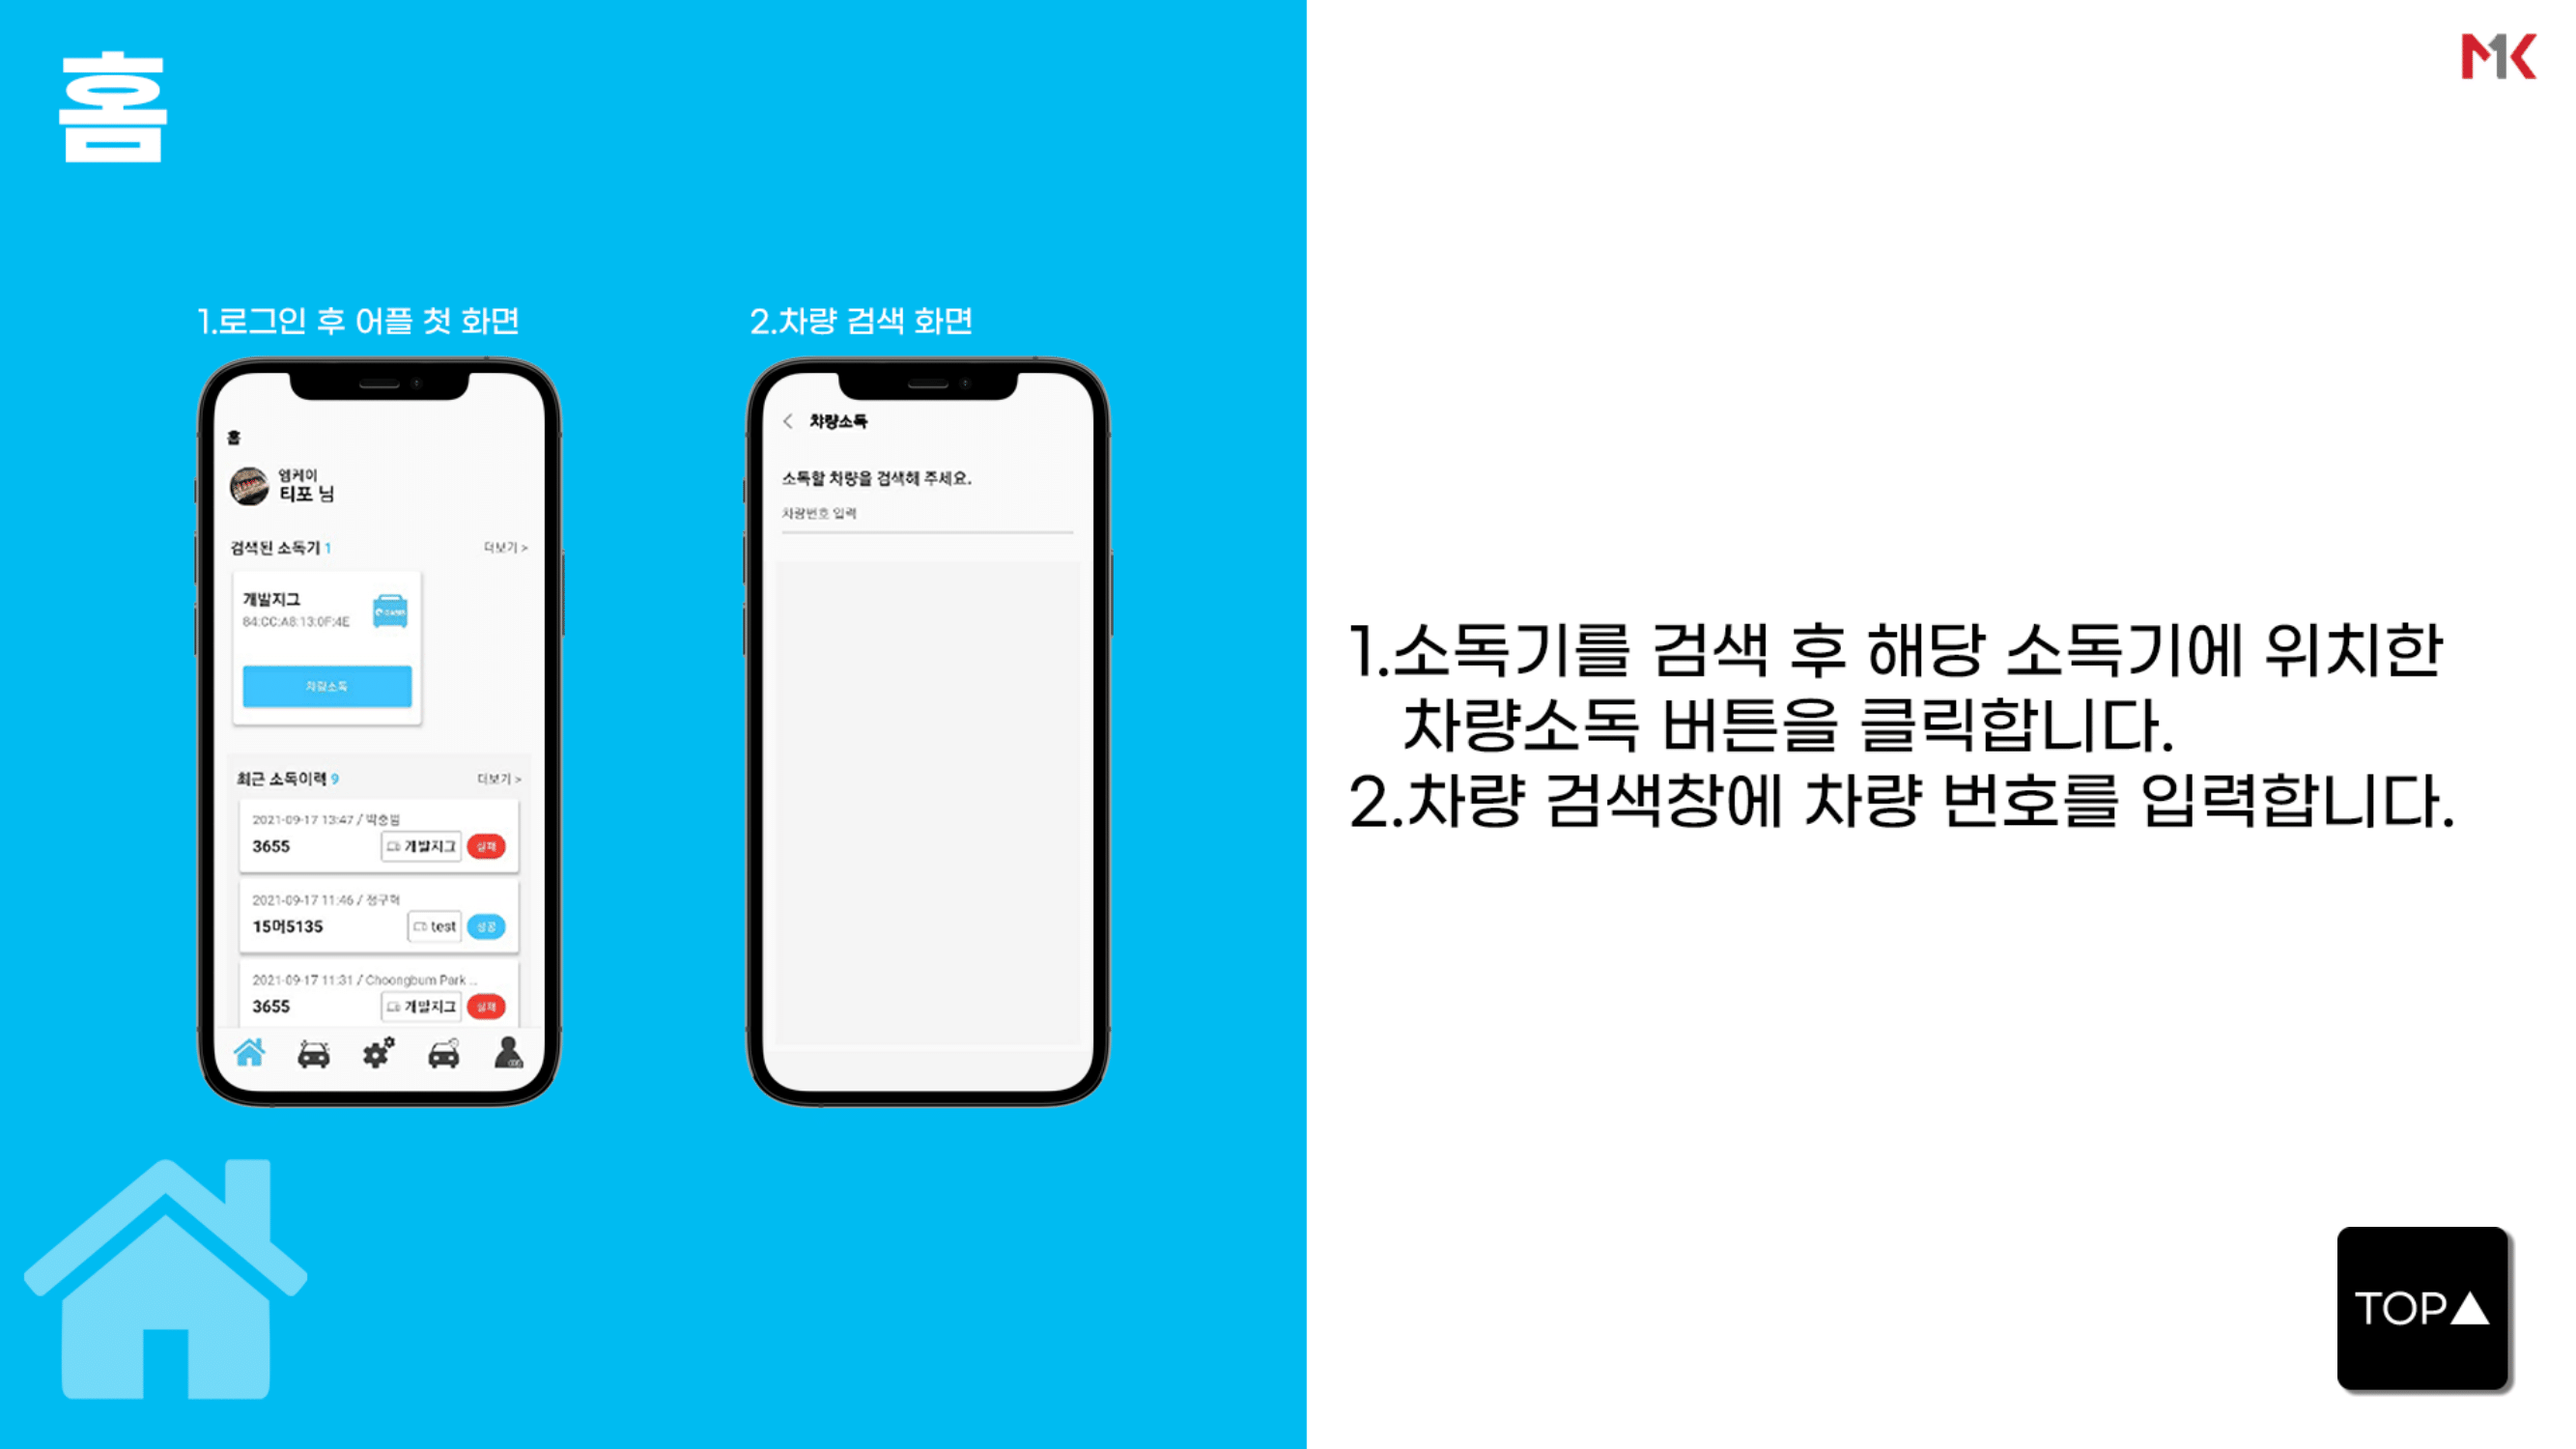 홈
MK
1.로그인 후 어플 첫 화면
홈
엠케이
티포 님
검색된 소독기 1
더보기 >
개발지그
84:CC:A8:13:0F:4E
차량소독
최근 소독이력 9
더보기 >
2021-09-17 13:47 / 박충범
3655
개발지그
실패
2021-09-17 11:46 / 정구혁
15머5135
test
성공
2021-09-17 11:31 / Choongbum Park ...
3655
개발지그
실패
2.차량 검색 화면
< 차량소독
소독할 차량을 검색해 주세요.
차량번호 입력
1.소독기를 검색 후 해당 소독기에 위치한
차량소독 버튼을 클릭합니다.
2.차량 검색창에 차량 번호를 입력합니다.
TOP▲